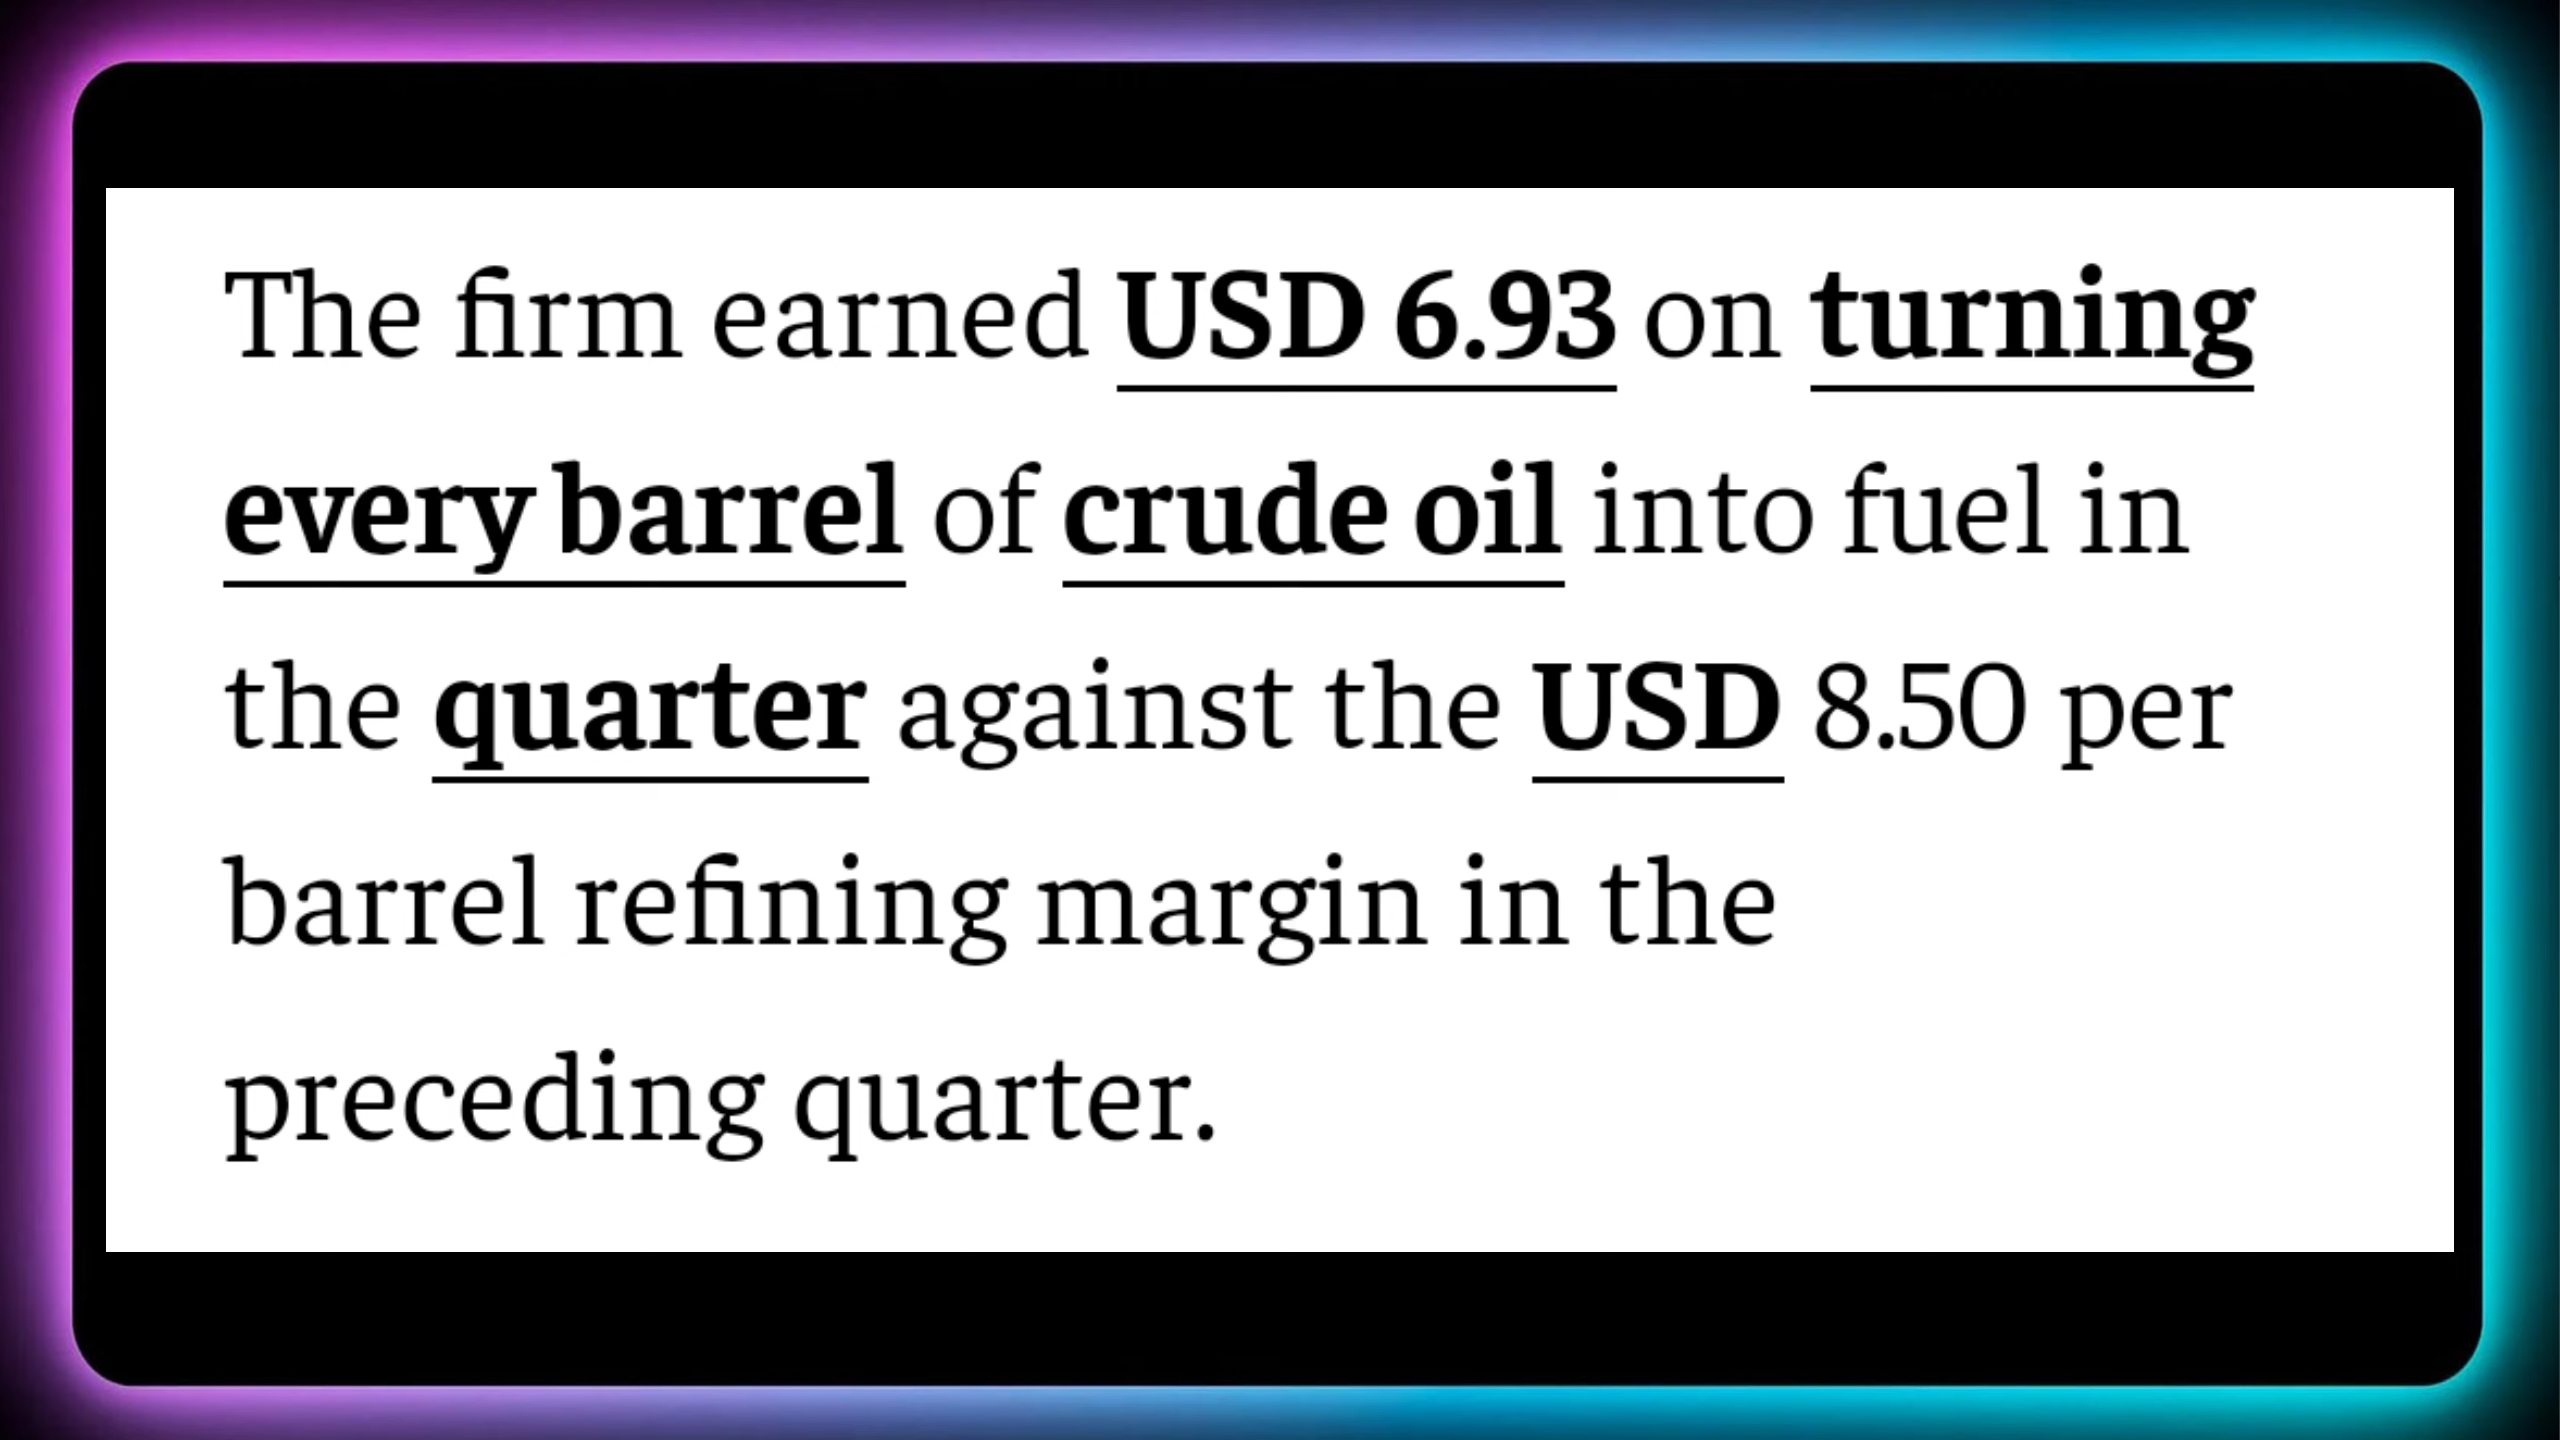 The firm earned USD 6.93 on turning
every barrel of crude oil into fuel in
the quarter against the USD 8.50 per
barrel refining margin in the
preceding quarter.